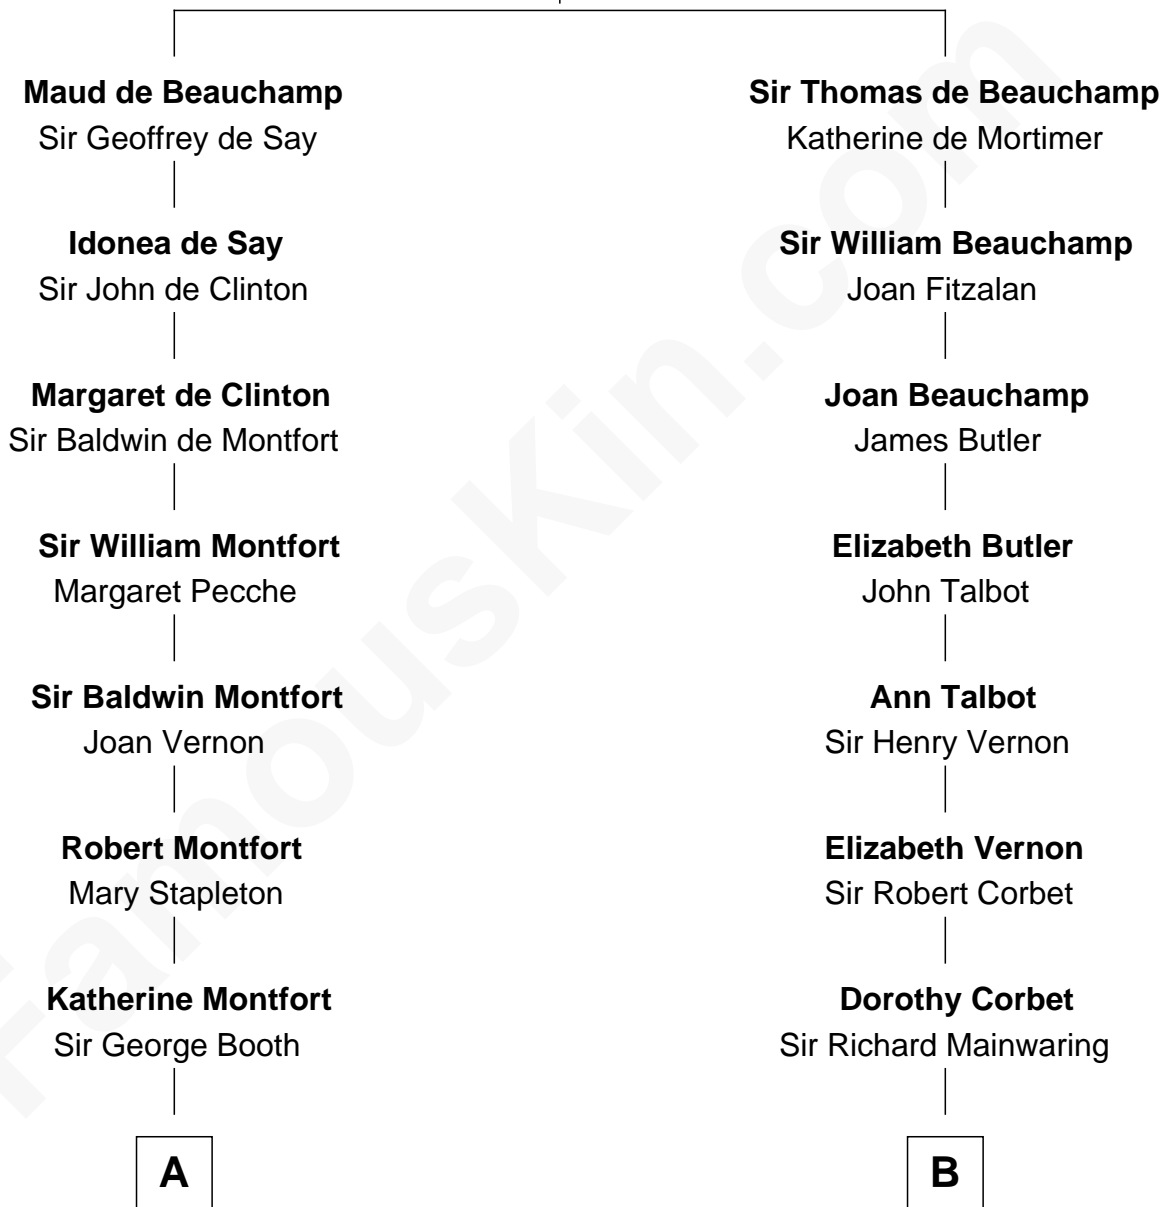 Maud de Beauchamp
Sir Geoffrey de Say
Idonea de Say
Sir John de Clinton
Margaret de Clinton
Sir Baldwin de Montfort
Sir William Montfort
Margaret Pecche
Sir Baldwin Montfort
Joan Vernon
Robert Montfort
Mary Stapleton
Katherine Montfort
Sir George Booth
A
Sir Thomas de Beauchamp
Katherine de Mortimer
Sir William Beauchamp
Joan Fitzalan
Joan Beauchamp
James Butler
Elizabeth Butler
John Talbot
Ann Talbot
Sir Henry Vernon
Elizabeth Vernon
Sir Robert Corbet
Dorothy Corbet
Sir Richard Mainwaring
B
FamousKin.com